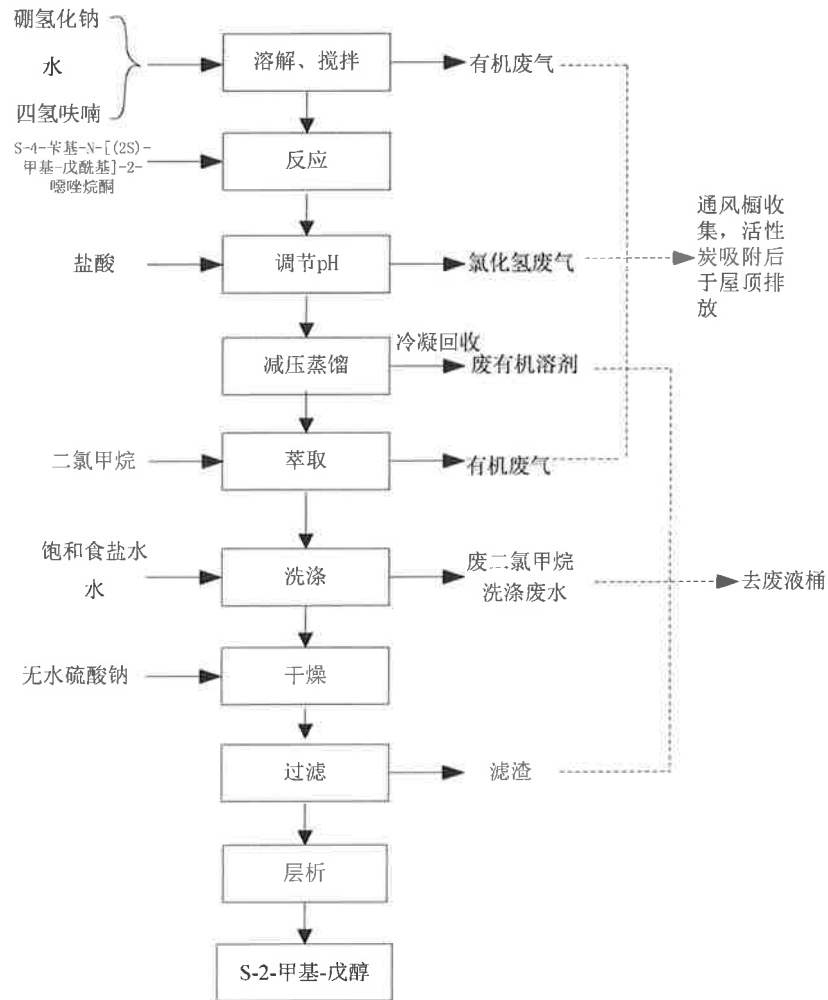 硼氢化钠
水
四氢呋喃
溶解、搅拌
有机废气
S-4-苄基-N-[(2S)-
甲基-戊酰基]-2-
噁唑烷酮
反应
盐酸
调节pH
氯化氢废气
通风橱收
集，活性
炭吸附后
于屋顶排
放
减压蒸馏
冷凝回收
废有机溶剂
二氯甲烷
萃取
有机废气
饱和食盐水
水
洗涤
废二氯甲烷
洗涤废水
去废液桶
无水硫酸钠
干燥
过滤
滤渣
层析
S-2-甲基-戊醇